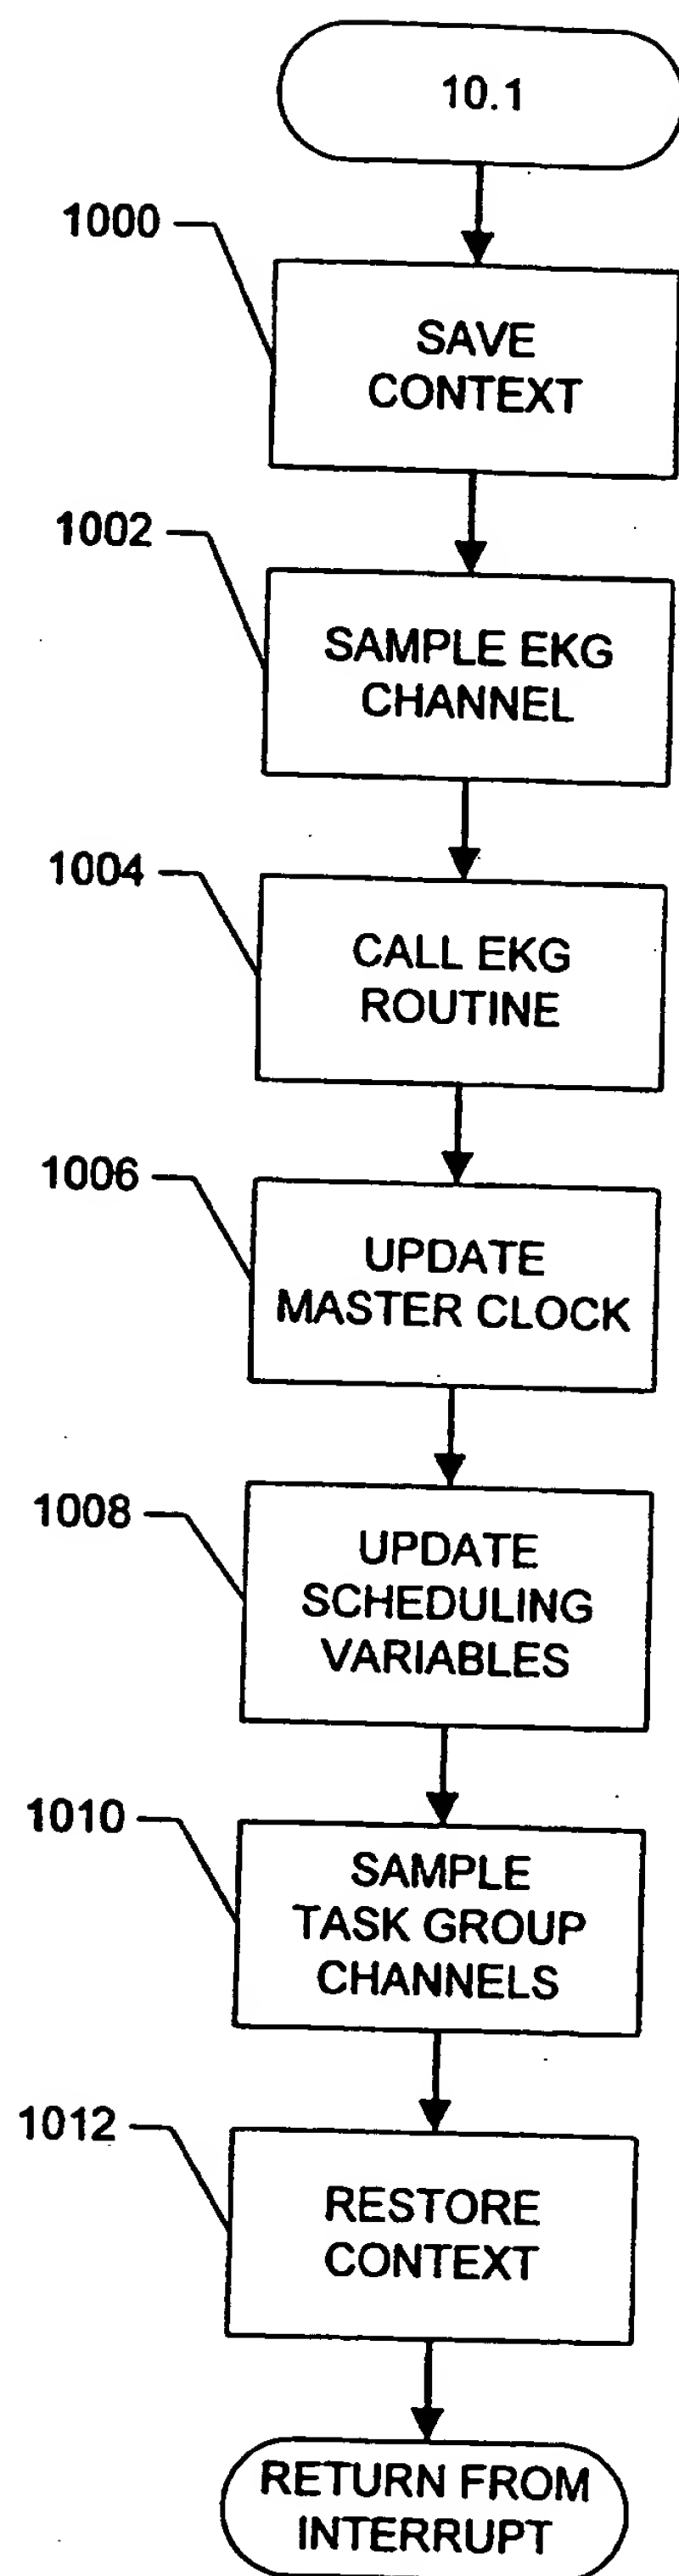 10.1
1000
SAVE
CONTEXT
1002
SAMPLE EKG
CHANNEL
1004
CALL EKG
ROUTINE
1006
UPDATE
MASTER CLOCK
1008
UPDATE
SCHEDULING
VARIABLES
1010
SAMPLE
TASK GROUP
CHANNELS
1012
RESTORE
CONTEXT
RETURN FROM
INTERRUPT